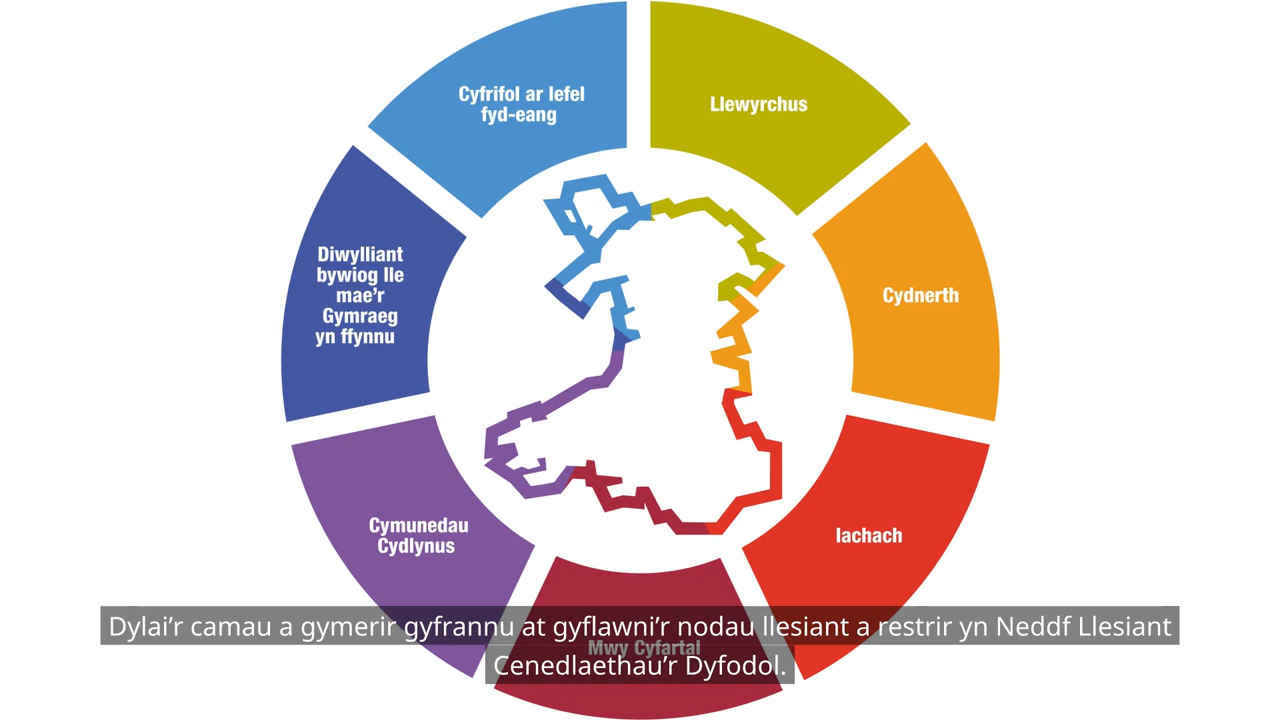 Cyfrifol ar lefel
fyd-eang
Llewyrchus
Diwylliant
bywiog lle
mae'r
Gymraeg
yn ffynnu
Cydnerth
Cymunedau
Cydlynus
Iachach
Mwy Cyfartal
Dylai'r camau a gymerir gyfrannu at gyflawni'r nodau llesiant a restrir yn Neddf Llesiant
Cenedlaethau'r Dyfodol.